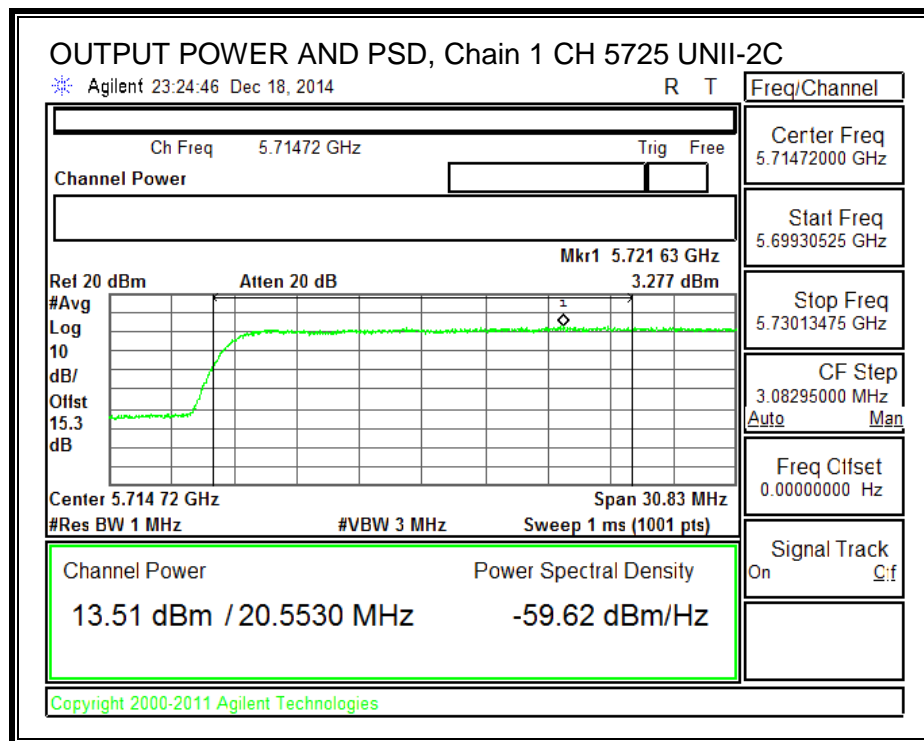 OUTPUT POWER AND PSD, Chain 1 CH 5725 UNII-2C
Agilent 23:24:46 Dec 18, 2014 R T
Freq/Channel
Ch Freq 5.71472 GHz Trig Free
Channel Power
Center Freq
5.71472000 GHz
Start Freq
5.69930525 GHz
Mkr1 5.721 63 GHz
Ref 20 dBm Atten 20 dB 3.277 dBm
#Avg
Log
10
dB/
Offst
15.3
dB
1
Stop Freq
5.73013475 GHz
CF Step
3.08295000 MHz
Auto Man
Freq Offset
0.00000000 Hz
Center 5.714 72 GHz Span 30.83 MHz
#Res BW 1 MHz #VBW 3 MHz Sweep 1 ms (1001 pts)
Signal Track
On Off
Channel Power Power Spectral Density
13.51 dBm / 20.5530 MHz -59.62 dBm/Hz
Copyright 2000-2011 Agilent Technologies